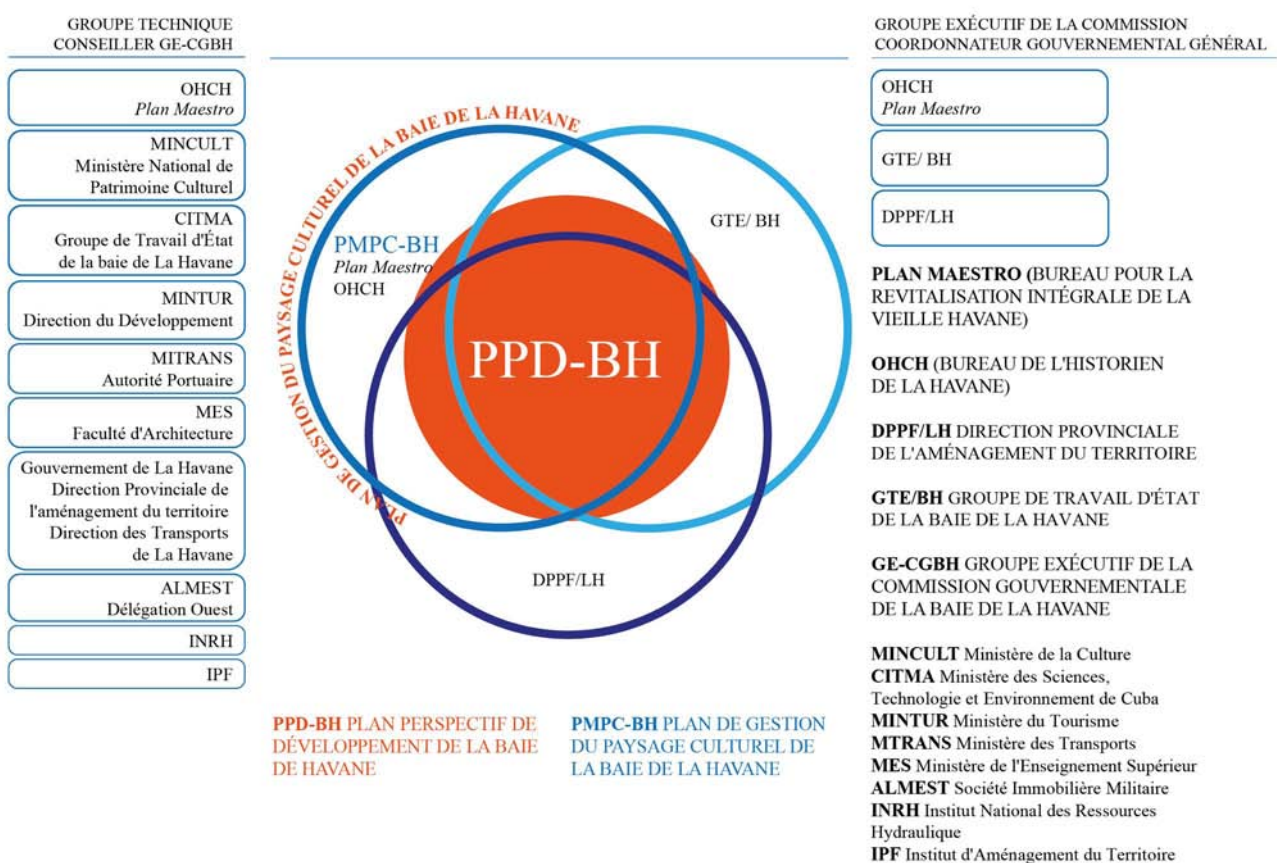 GROUPE TECHNIQUE
CONSEILLER GE-CGBH
OHCH
Plan Maestro
MINCULT
Ministère National de
Patrimoine Culturel
CITMA
Groupe de Travail d'État
de la baie de La Havane
MINTUR
Direction du Développement
MITRANS
Autorité Portuaire
MES
Faculté d'Architecture
Gouvernement de La Havane
Direction Provinciale de
l'aménagement du territoire
Direction des Transports
de La Havane
ALMEST
Délégation Ouest
INRH
IPF
PLAN DE GESTION DU PAYSAGE CULTUREL DE LA BAIE DE LA HAVANE
PMPC-BH
Plan Maestro
OHCH
GTE/ BH
PPD-BH
DPPF/LH
PPD-BH PLAN PERSPECTIF DE
DÉVELOPPEMENT DE LA BAIE
DE HAVANE
PMPC-BH PLAN DE GESTION
DU PAYSAGE CULTUREL DE
LA BAIE DE LA HAVANE
GROUPE EXÉCUTIF DE LA COMMISSION
COORDONNATEUR GOUVERNEMENTAL GÉNÉRAL
OHCH
Plan Maestro
GTE/ BH
DPPF/LH
PLAN MAESTRO (BUREAU POUR LA
REVITALISATION INTÉGRALE DE LA
VIEILLE HAVANE)
OHCH (BUREAU DE L'HISTORIEN
DE LA HAVANE)
DPPF/LH DIRECTION PROVINCIALE
DE L'AMÉNAGEMENT DU TERRITOIRE
GTE/BH GROUPE DE TRAVAIL D'ÉTAT
DE LA BAIE DE LA HAVANE
GE-CGBH GROUPE EXÉCUTIF DE LA
COMMISSION GOUVERNEMENTALE
DE LA BAIE DE LA HAVANE
MINCULT Ministère de la Culture
CITMA Ministère des Sciences,
Technologie et Environnement de Cuba
MINTUR Ministère du Tourisme
MTRANS Ministère des Transports
MES Ministère de l'Enseignement Supérieur
ALMEST Société Immobilière Militaire
INRH Institut National des Ressources
Hydraulique
IPF Institut d'Aménagement du Territoire